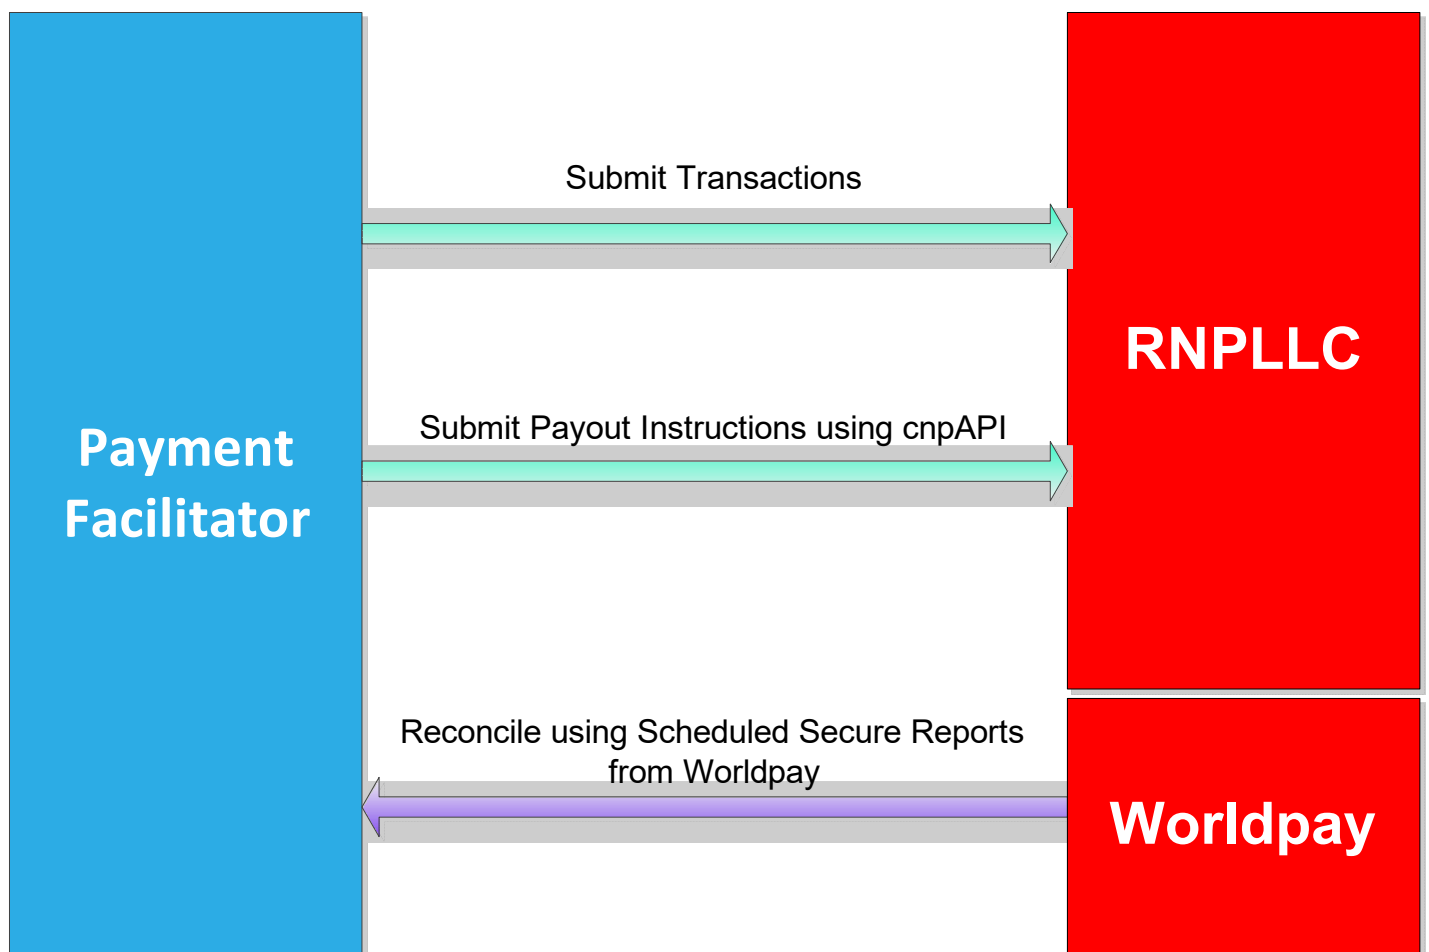 Submit Transactions
RNPLLC
Submit Payout Instructions using cnpAPI
Payment
Facilitator
Reconcile using Scheduled Secure Reports
from Worldpay
Worldpay